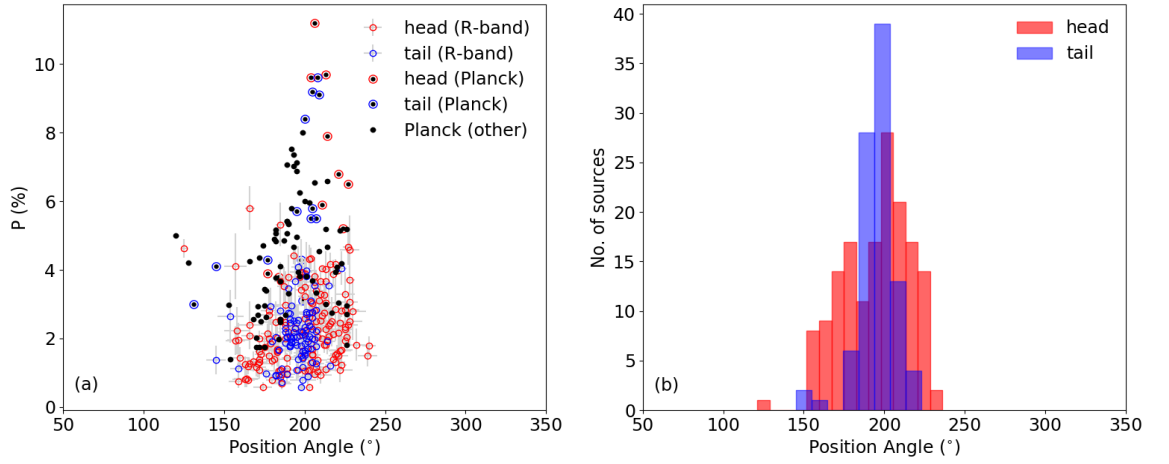 P (%)
10
8
6
4
2
0
head (R-band)
tail (R-band)
head (Planck)
tail (Planck)
Planck (other)
(a)
50 100 150 200 250 300 350
Position Angle (°)
No. of sources
40
35
30
25
20
15
10
5
0
head
tail
(b)
50 100 150 200 250 300 350
Position Angle (°)